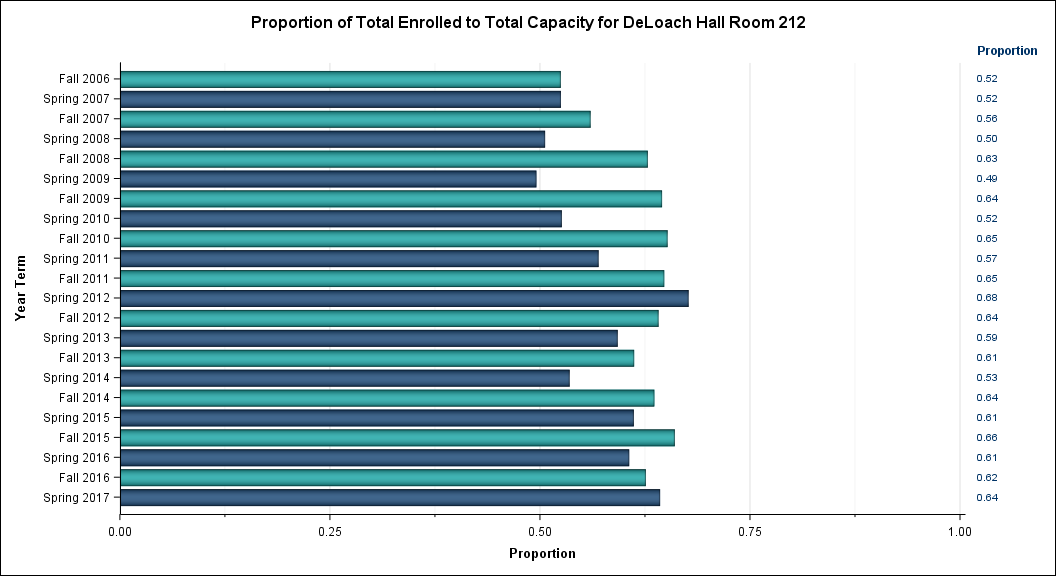 Proportion of Total Enrolled to Total Capacity for DeLoach Hall Room 212
Proportion
Fall 2006 0.52
Spring 2007 0.52
Fall 2007 0.56
Spring 2008 0.50
Fall 2008 0.63
Spring 2009 0.49
Fall 2009 0.64
Spring 2010 0.52
Fall 2010 0.65
Spring 2011 0.57
Fall 2011 0.65
Spring 2012 0.68
Fall 2012 0.64
Spring 2013 0.59
Fall 2013 0.61
Spring 2014 0.53
Fall 2014 0.64
Spring 2015 0.61
Fall 2015 0.66
Spring 2016 0.61
Fall 2016 0.62
Spring 2017 0.64
Year Term
0.00 0.25 0.50 0.75 1.00
Proportion